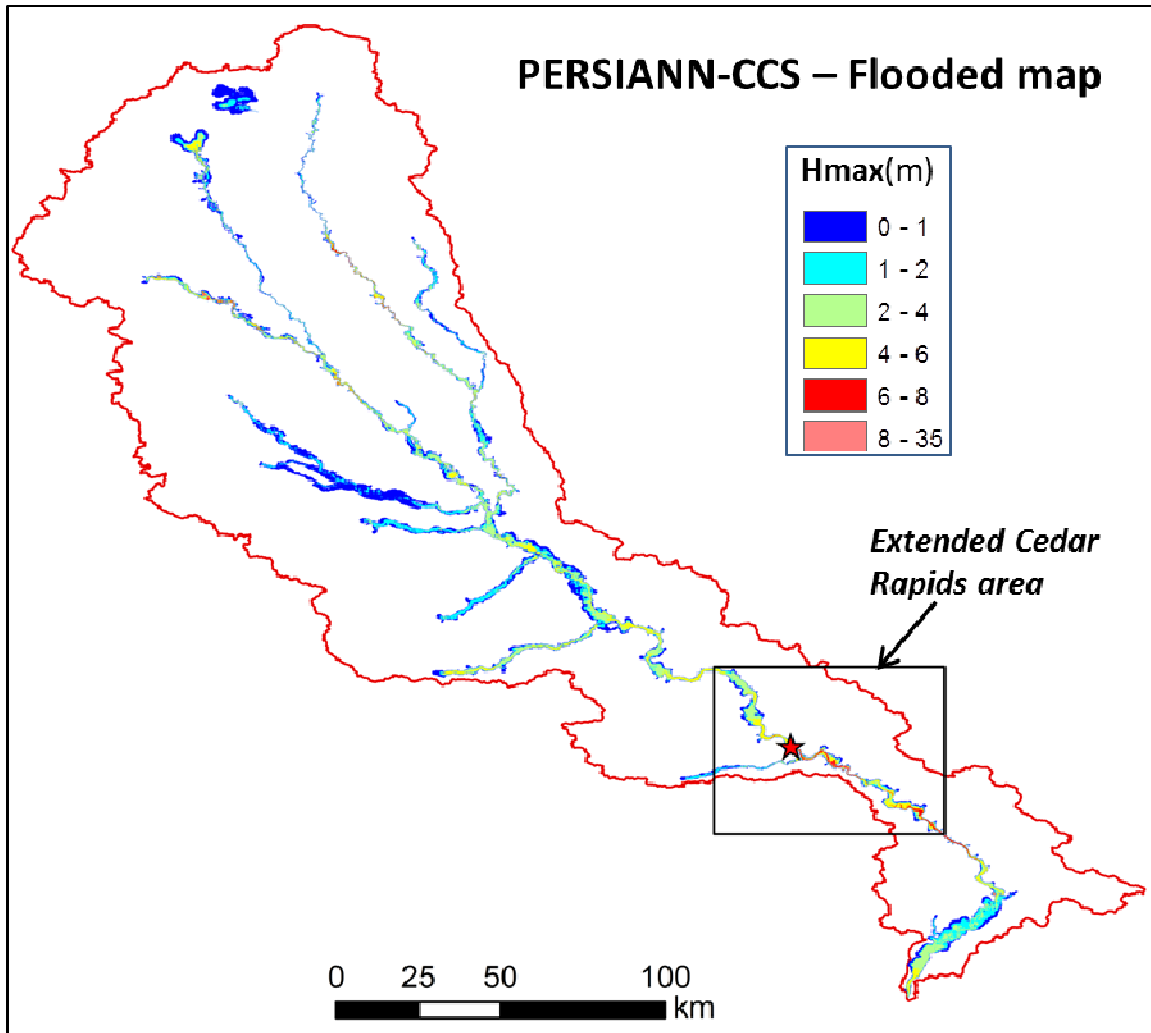 PERSIANN-CCS – Flooded map
Hmax(m)
0 - 1
1 - 2
2 - 4
4 - 6
6 - 8
8 - 35
Extended Cedar
Rapids area
0 25 50 100
km